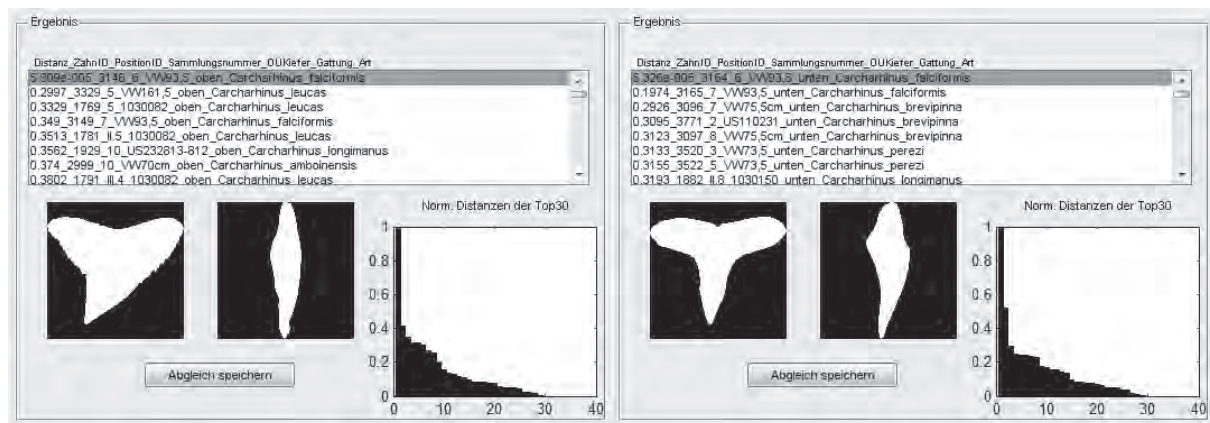 Ergebnis
Distanz_ZahnID_PositionID_Sammlungsnummer_OUKiefer_Gattung_Art
5.809e-005_3148_6_VW93,5_oben_Carcharhinus_falciformis
0.2997_3329_5_VW161,5_oben_Carcharhinus_leucas
0.3329_1769_5_1030082_oben_Carcharhinus_leucas
0.349_3149_7_VW93,5_oben_Carcharhinus_falciformis
0.3513_1781_II.5_1030082_oben_Carcharhinus_leucas
0.3562_1929_10_US232813-812_oben_Carcharhinus_longimanus
0.374_2999_10_VW70cm_oben_Carcharhinus_amboinensis
0.3802_1791_III.4_1030082_oben_Carcharhinus_leucas
Norm. Distanzen der Top30
1
0.8
0.6
0.4
0.2
0
0 10 20 30 40
Abgleich speichern
Ergebnis
Distanz_ZahnID_PositionID_Sammlungsnummer_OUKiefer_Gattung_Art
5.326e-005_3164_6_VW93,5_unten_Carcharhinus_falciformis
0.1974_3165_7_VW93,5_unten_Carcharhinus_falciformis
0.2926_3096_7_VW75,5cm_unten_Carcharhinus_brevipinna
0.3095_3771_2_US110231_unten_Carcharhinus_brevipinna
0.3123_3097_8_VW75,5cm_unten_Carcharhinus_brevipinna
0.3133_3520_3_VW73,5_unten_Carcharhinus_perezi
0.3155_3522_5_VW73,5_unten_Carcharhinus_perezi
0.3193_1882_II.8_1030150_unten_Carcharhinus_longimanus
Norm. Distanzen der Top30
1
0.8
0.6
0.4
0.2
0
0 10 20 30 40
Abgleich speichern